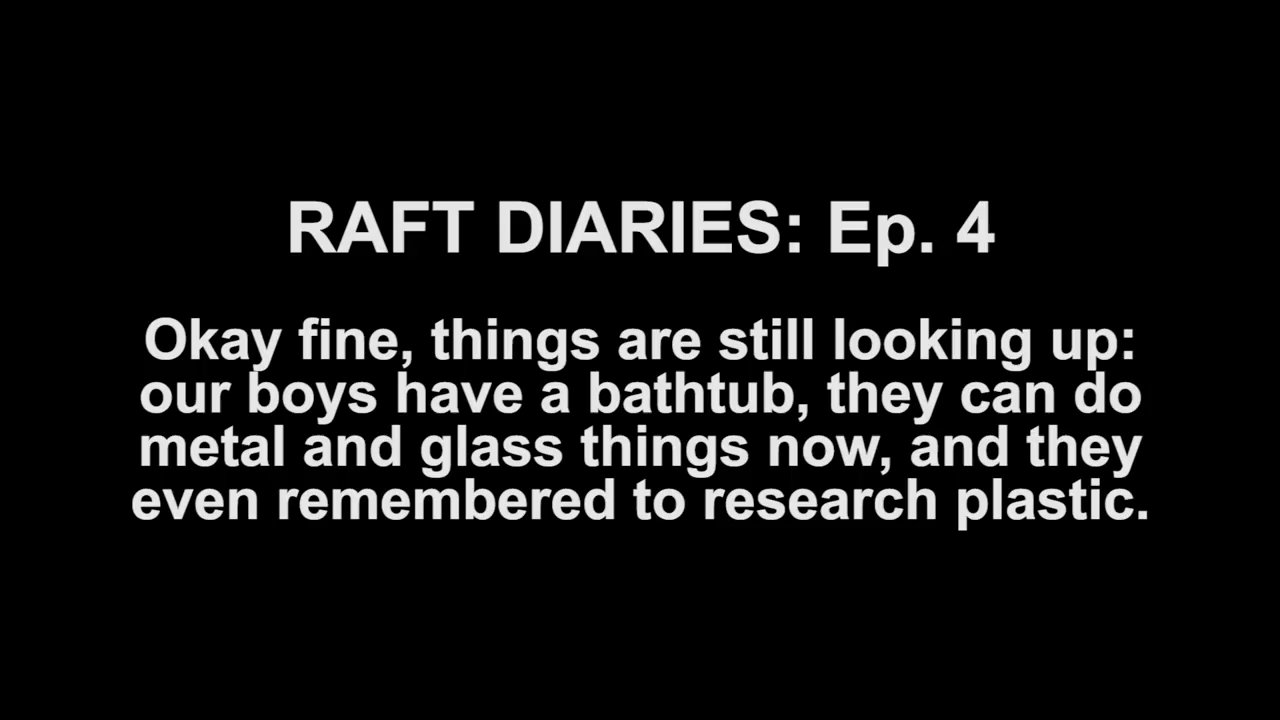 RAFT DIARIES: Ep. 4
Okay fine, things are still looking up:
our boys have a bathtub, they can do
metal and glass things now, and they
even remembered to research plastic.